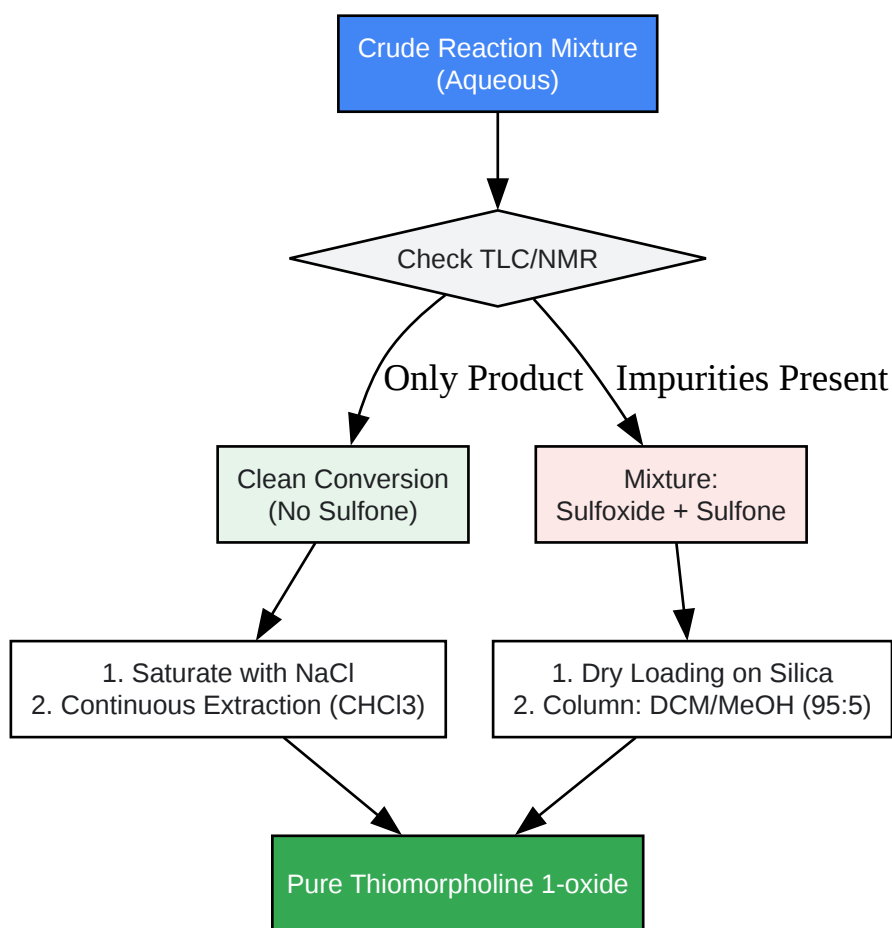 Crude Reaction Mixture
(Aqueous)
Check TLC/NMR
Only Product
Impurities Present
Clean Conversion
(No Sulfone)
Mixture:
Sulfoxide + Sulfone
1. Saturate with NaCl
2. Continuous Extraction (CHCl3)
1. Dry Loading on Silica
2. Column: DCM/MeOH (95:5)
Pure Thiomorpholine 1-oxide